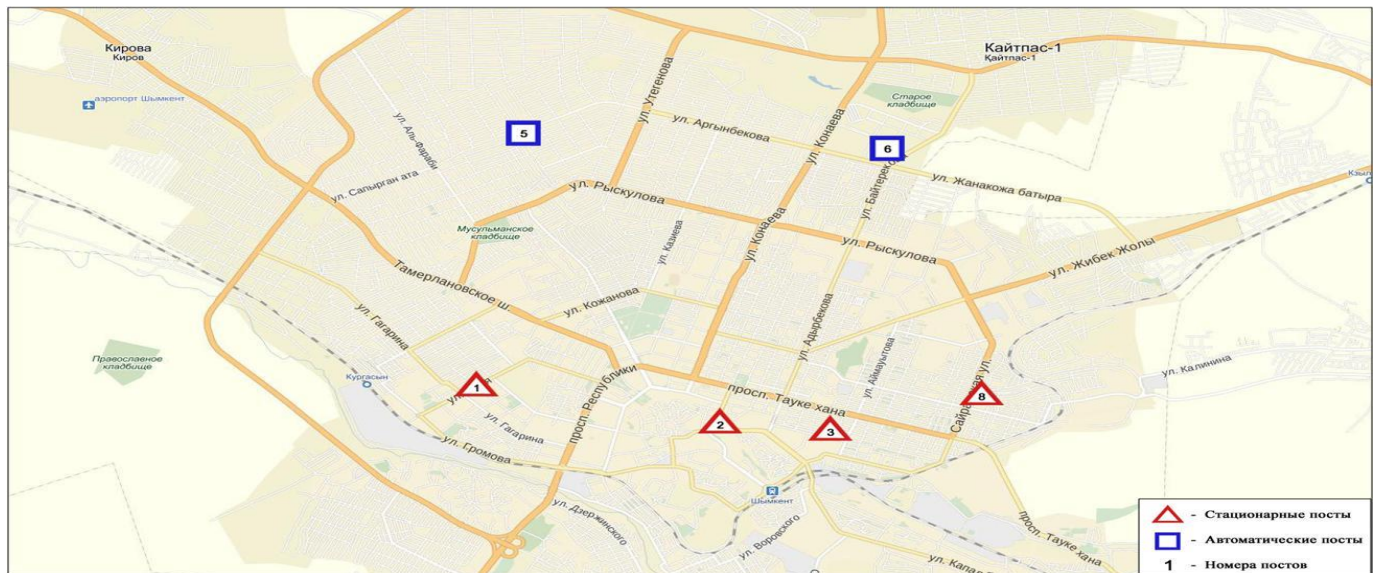 Кирова
Киров
Кайтпас-1
Қайтпас-1
аэропорт Шымкент
ул. Аль-Фараби
5
ул. Утегенова
ул. Аргынбекова
ул. Конаева
Старое
кладбище
6
ул. Байтерекова
ул. Жанакожа батыра
ул. Сапырган ата
ул. Рыскулова
Мусульманское
кладбище
ул. Казиева
ул. Конаева
ул. Рыскулова
ул. Жибек Жолы
Тамерлановское ш.
ул. Кожанова
ул. Гагарина
ул. Адырбекова
ул. Аймауытова
Православное
кладбище
Кургасын
1
просп. Республики
просп. Тауке хана
8
ул. Калинина
ул. Гагарина
2
3
ул. Громова
Шымкент
ул. Дзержинского
ул. Воровского
просп. Тауке хана
- Стационарные посты
- Автоматические посты
1 - Номера постов